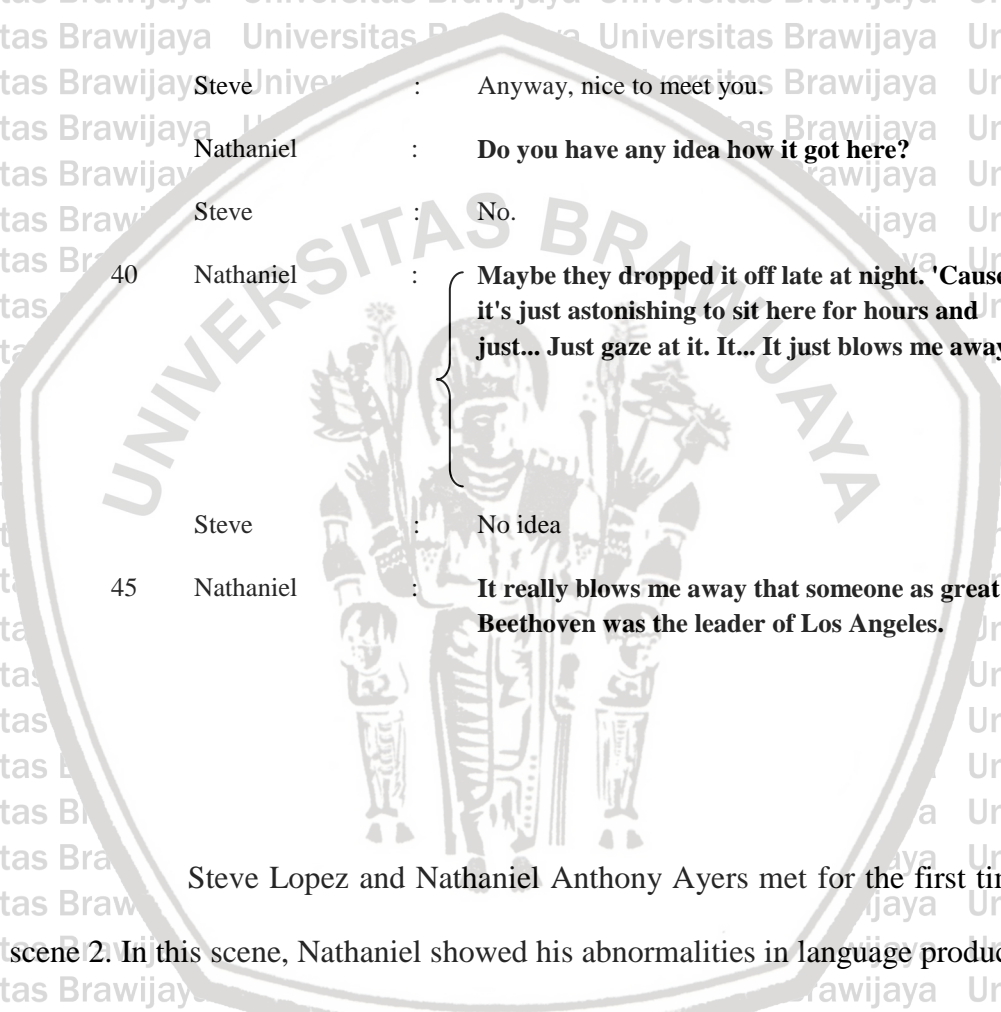 Steve : Anyway, nice to meet you.
Nathaniel : Do you have any idea how it got here?
Steve : No.
40 Nathaniel : Maybe they dropped it off late at night. 'Cause
it's just astonishing to sit here for hours and
just... Just gaze at it. It... It just blows me away
Steve : No idea
45 Nathaniel : It really blows me away that someone as great
Beethoven was the leader of Los Angeles.
Steve Lopez and Nathaniel Anthony Ayers met for the first
scene 2. In this scene, Nathaniel showed his abnormalities in language
UNIVERSITAS BRAWIJAYA
Universitas Brawijaya